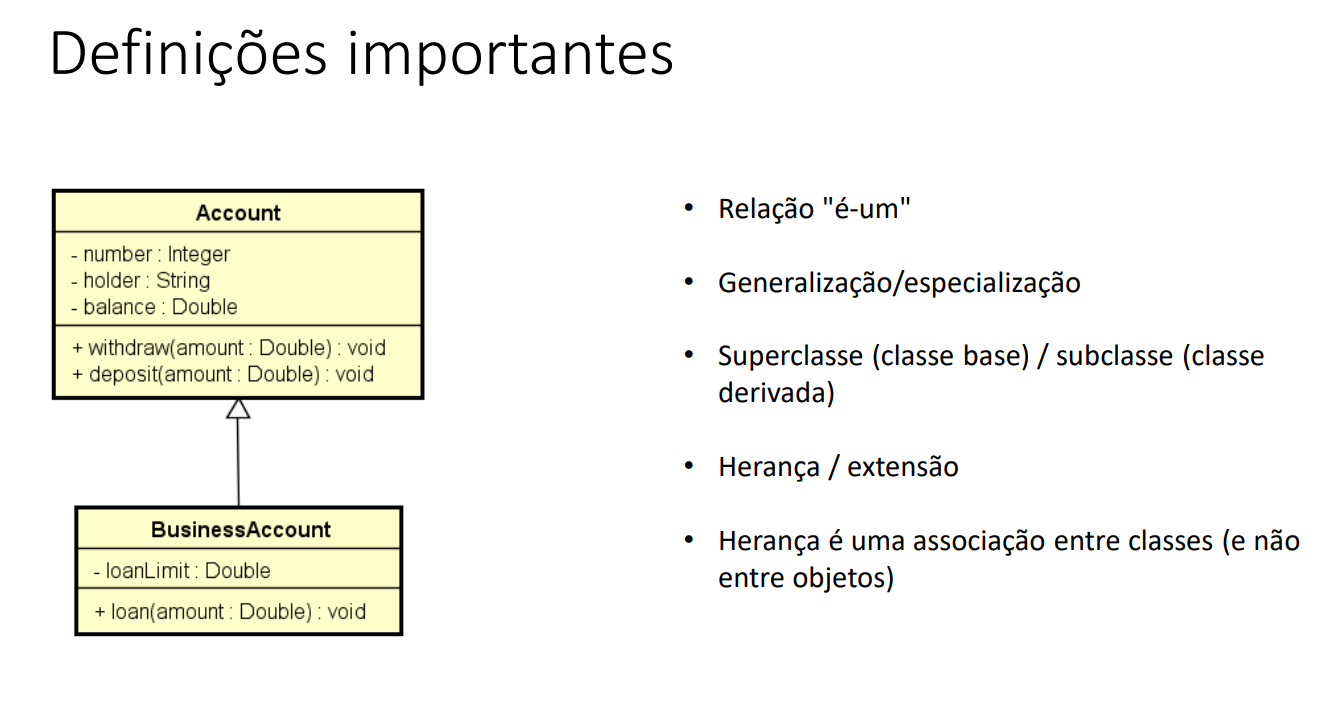 Definições importantes
Account
- number : Integer
- holder : String
- balance : Double
+ withdraw(amount : Double) : void
+ deposit(amount : Double) : void
BusinessAccount
- loanLimit : Double
+ loan(amount : Double) : void
• Relação "é-um"
• Generalização/especialização
• Superclasse (classe base) / subclasse (classe
derivada)
• Herança / extensão
• Herança é uma associação entre classes (e não
entre objetos)